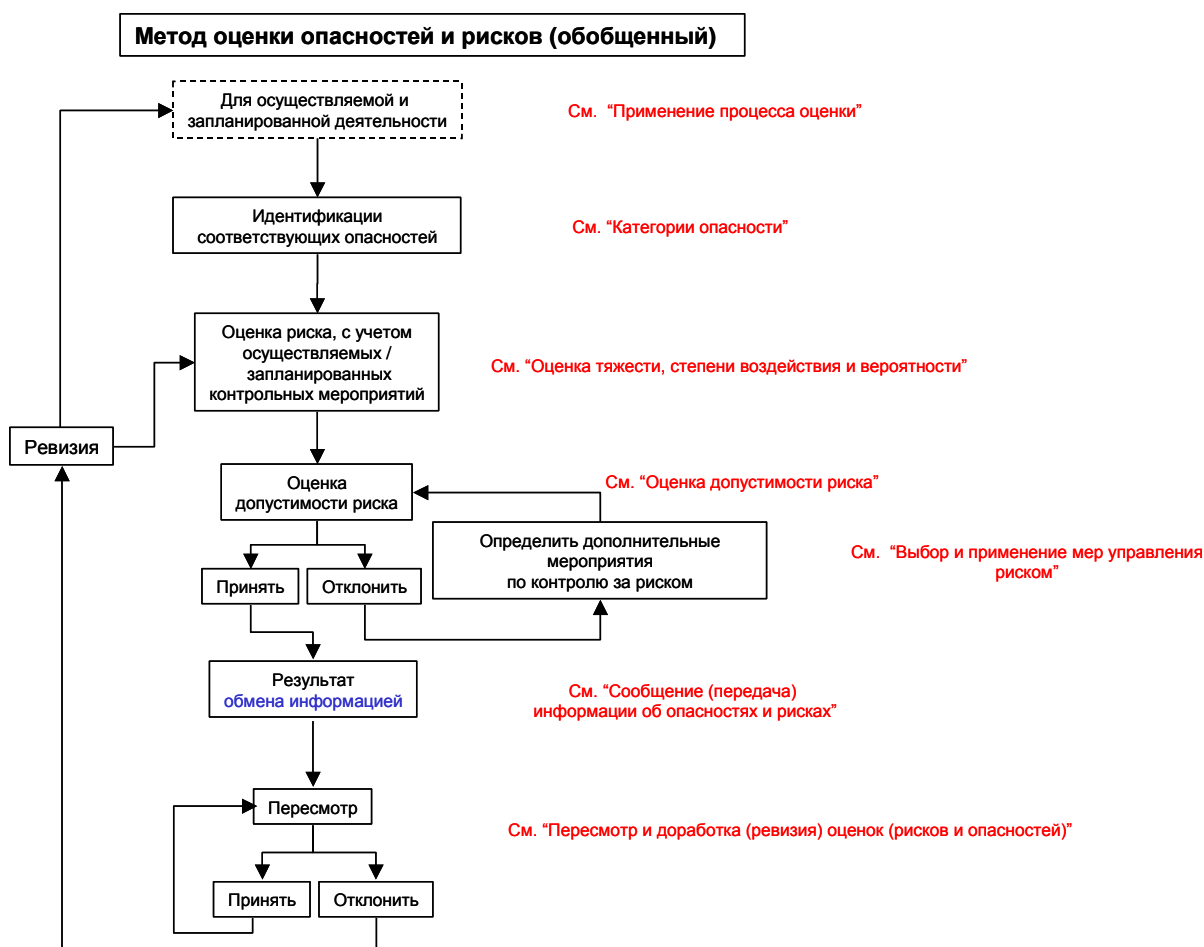 Метод оценки опасностей и рисков (обобщенный)
Для осуществляемой и
запланированной деятельности
См. “Применение процесса оценки”
Идентификации
соответствующих опасностей
См. “Категории опасности”
Оценка риска, с учетом
осуществляемых /
запланированных
контрольных мероприятий
См. “Оценка тяжести, степени воздействия и вероятности”
Ревизия
Оценка
допустимости риска
См. “Оценка допустимости риска”
Определить дополнительные
мероприятия
по контролю за риском
См. “Выбор и применение мер управления
риском”
Принять
Отклонить
Результат
обмена информацией
См. “Сообщение (передача)
информации об опасностях и рисках”
Пересмотр
См. “Пересмотр и доработка (ревизия) оценок (рисков и опасностей)”
Принять
Отклонить